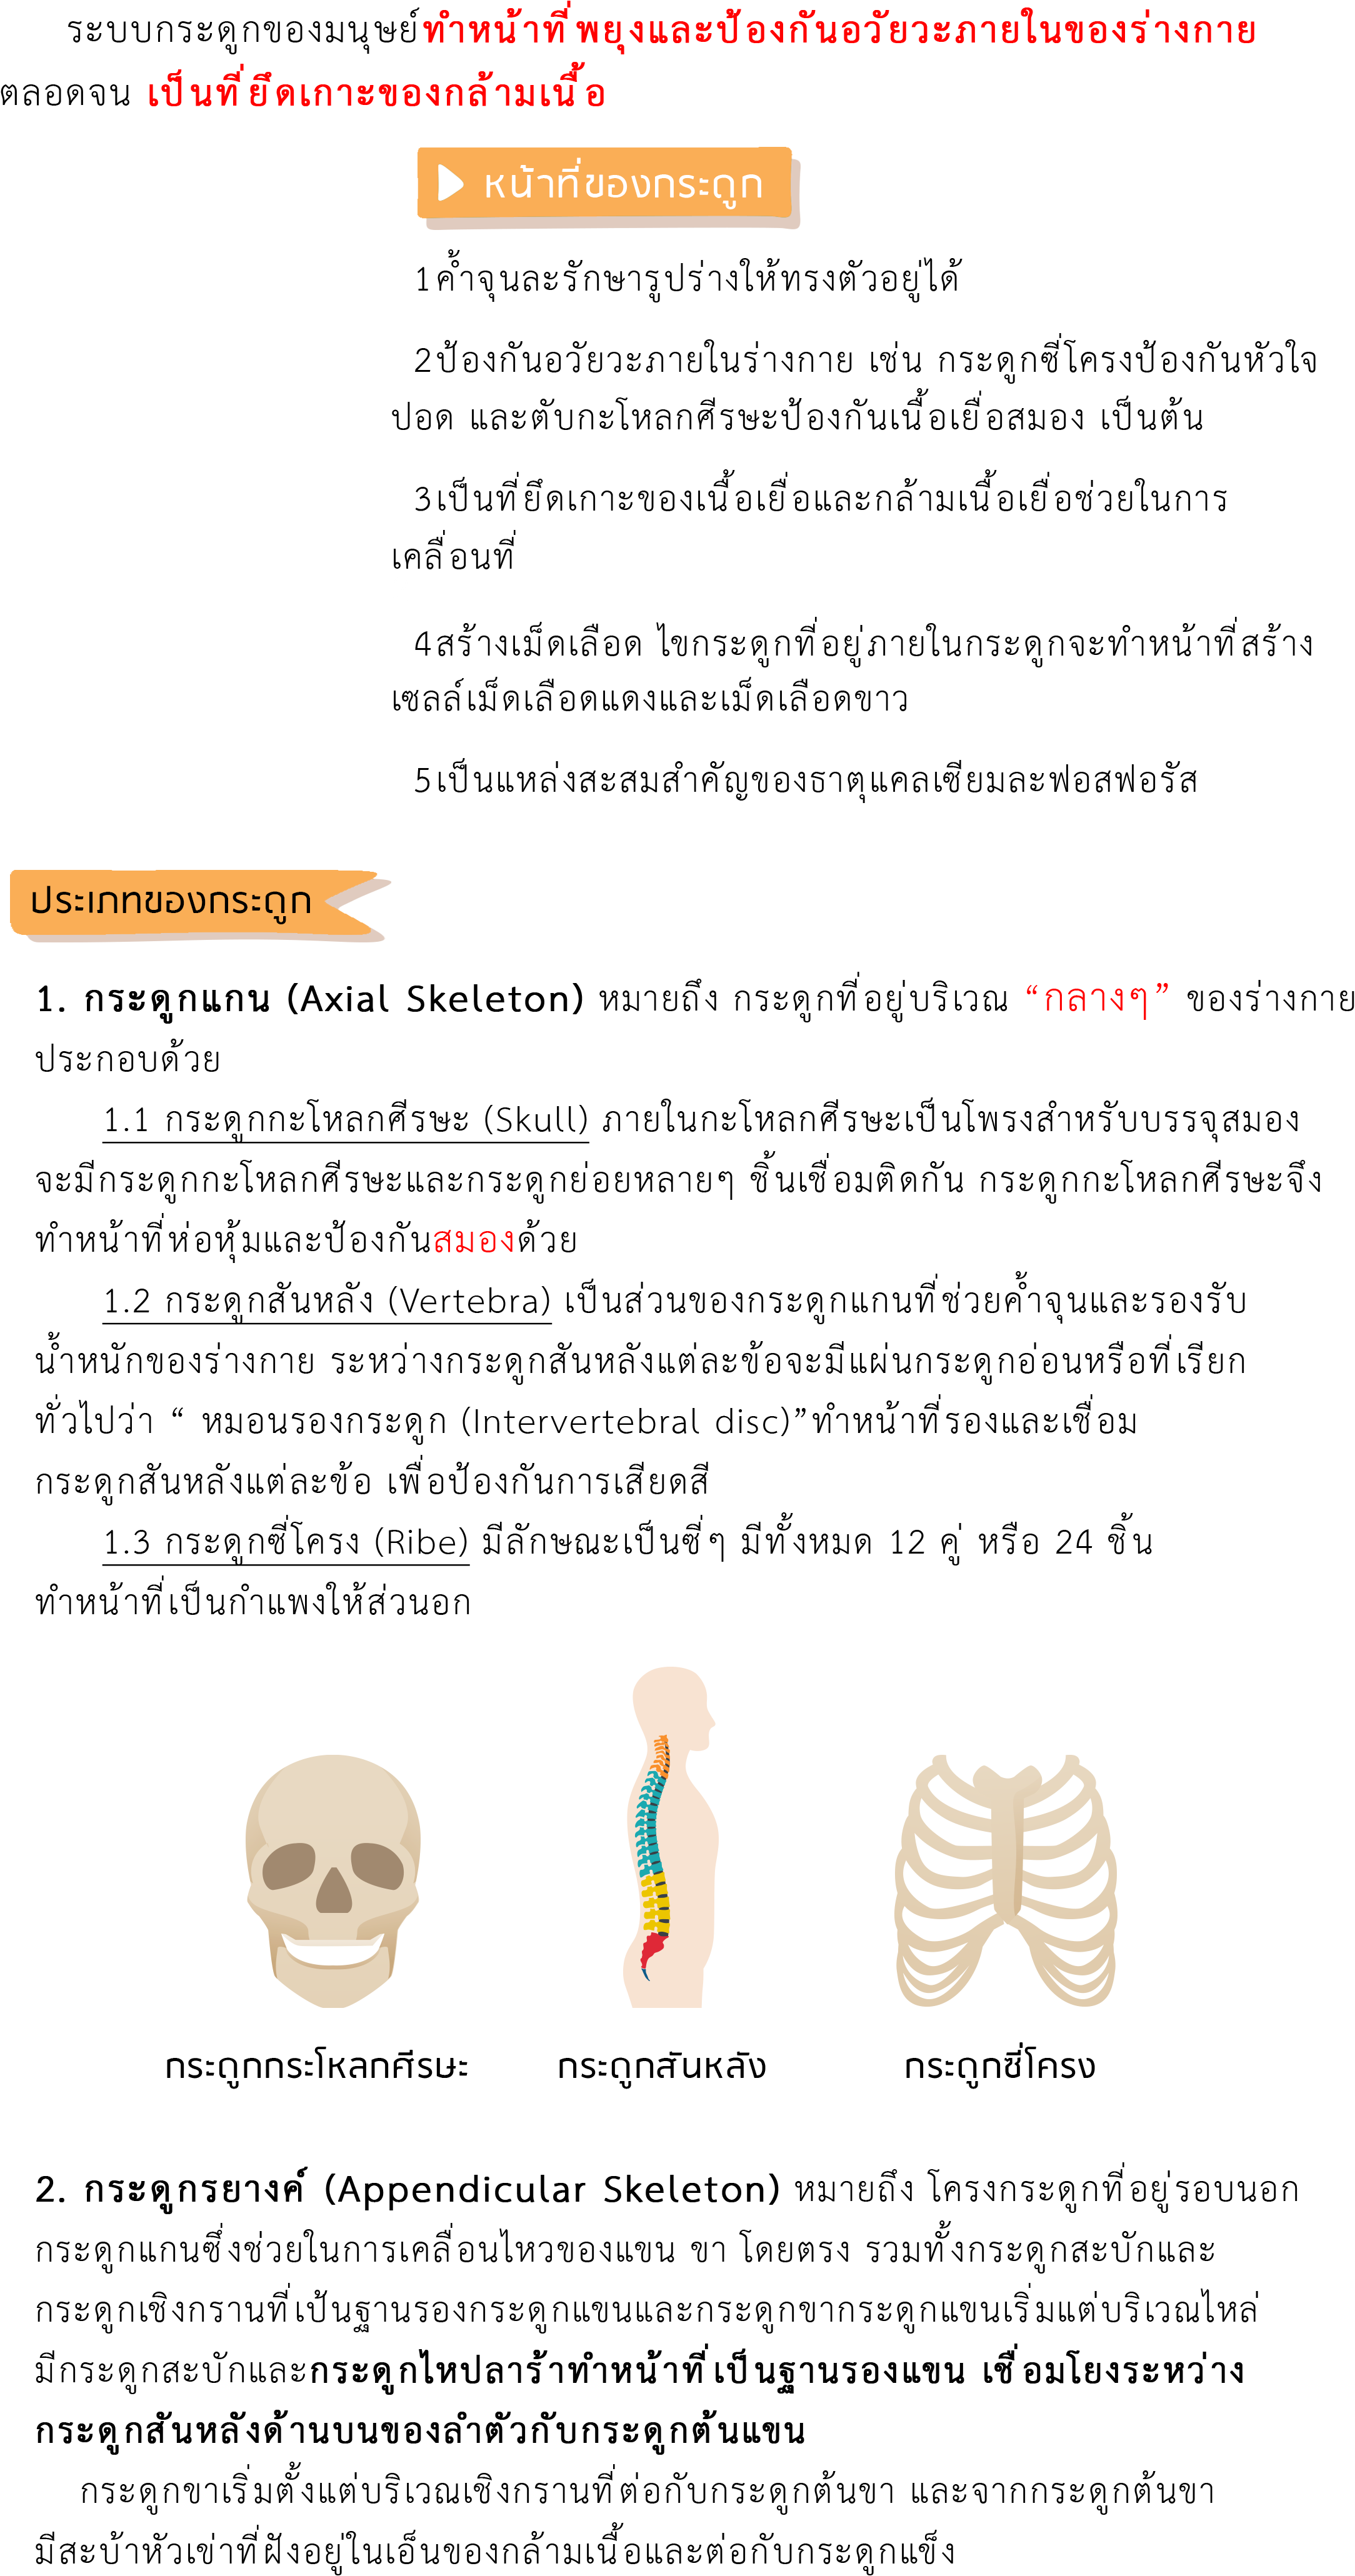 ระบบกระดูกของมนุษย์ทำหน้าที่พยุงและป้องกันอวัยวะภายในของร่างกาย
ตลอดจน เป็นที่ยึดเกาะของกล้ามเนื้อ
หน้าที่ของกระดูก
1ค้ำจุนละรักษารูปร่างให้ทรงตัวอยู่ได้
2ป้องกันอวัยวะภายในร่างกาย เช่น กระดูกซี่โครงป้องกันหัวใจ
ปอด และตับกะโหลกศีรษะป้องกันเนื้อเยื่อสมอง เป็นต้น
3เป็นที่ยึดเกาะของเนื้อเยื่อและกล้ามเนื้อเยื่อช่วยในการ
เคลื่อนที่
4สร้างเม็ดเลือด ไขกระดูกที่อยู่ภายในกระดูกจะทำหน้าที่สร้าง
เซลล์เม็ดเลือดแดงและเม็ดเลือดขาว
5เป็นแหล่งสะสมสำคัญของธาตุแคลเซียมละฟอสฟอรัส
ประเภทของกระดูก
1. กระดูกแกน (Axial Skeleton) หมายถึง กระดูกที่อยู่บริเวณ “กลางๆ” ของร่างกาย
ประกอบด้วย
1.1 กระดูกกะโหลกศีรษะ (Skull) ภายในกะโหลกศีรษะเป็นโพรงสำหรับบรรจุสมอง
จะมีกระดูกกะโหลกศีรษะและกระดูกย่อยหลายๆ ชิ้นเชื่อมติดกัน กระดูกกะโหลกศีรษะจึง
ทำหน้าที่ห่อหุ้มและป้องกันสมองด้วย
1.2 กระดูกสันหลัง (Vertebra) เป็นส่วนของกระดูกแกนที่ช่วยค้ำจุนและรองรับ
น้ำหนักของร่างกาย ระหว่างกระดูกสันหลังแต่ละข้อจะมีแผ่นกระดูกอ่อนหรือที่เรียก
ทั่วไปว่า “ หมอนรองกระดูก (Intervertebral disc)”ทำหน้าที่รองและเชื่อม
กระดูกสันหลังแต่ละข้อ เพื่อป้องกันการเสียดสี
1.3 กระดูกซี่โครง (Ribe) มีลักษณะเป็นซี่ๆ มีทั้งหมด 12 คู่ หรือ 24 ชิ้น
ทำหน้าที่เป็นกำแพงให้ส่วนอก
กระดูกกระโหลกศีรษะ กระดูกสันหลัง กระดูกซี่โครง
2. กระดูกรยางค์ (Appendicular Skeleton) หมายถึง โครงกระดูกที่อยู่รอบนอก
กระดูกแกนซึ่งช่วยในการเคลื่อนไหวของแขน ขา โดยตรง รวมทั้งกระดูกสะบักและ
กระดูกเชิงกรานที่เป้นฐานรองกระดูกแขนและกระดูกขากระดูกแขนเริ่มแต่บริเวณไหล่
มีกระดูกสะบักและกระดูกไหปลาร้าทำหน้าที่เป็นฐานรองแขน เชื่อมโยงระหว่าง
กระดูกสันหลังด้านบนของลำตัวกับกระดูกต้นแขน
กระดูกขาเริ่มตั้งแต่บริเวณเชิงกรานที่ต่อกับกระดูกต้นขา และจากกระดูกต้นขา
มีสะบ้าหัวเข่าที่ฝังอยู่ในเอ็นของกล้ามเนื้อและต่อกับกระดูกแข็ง